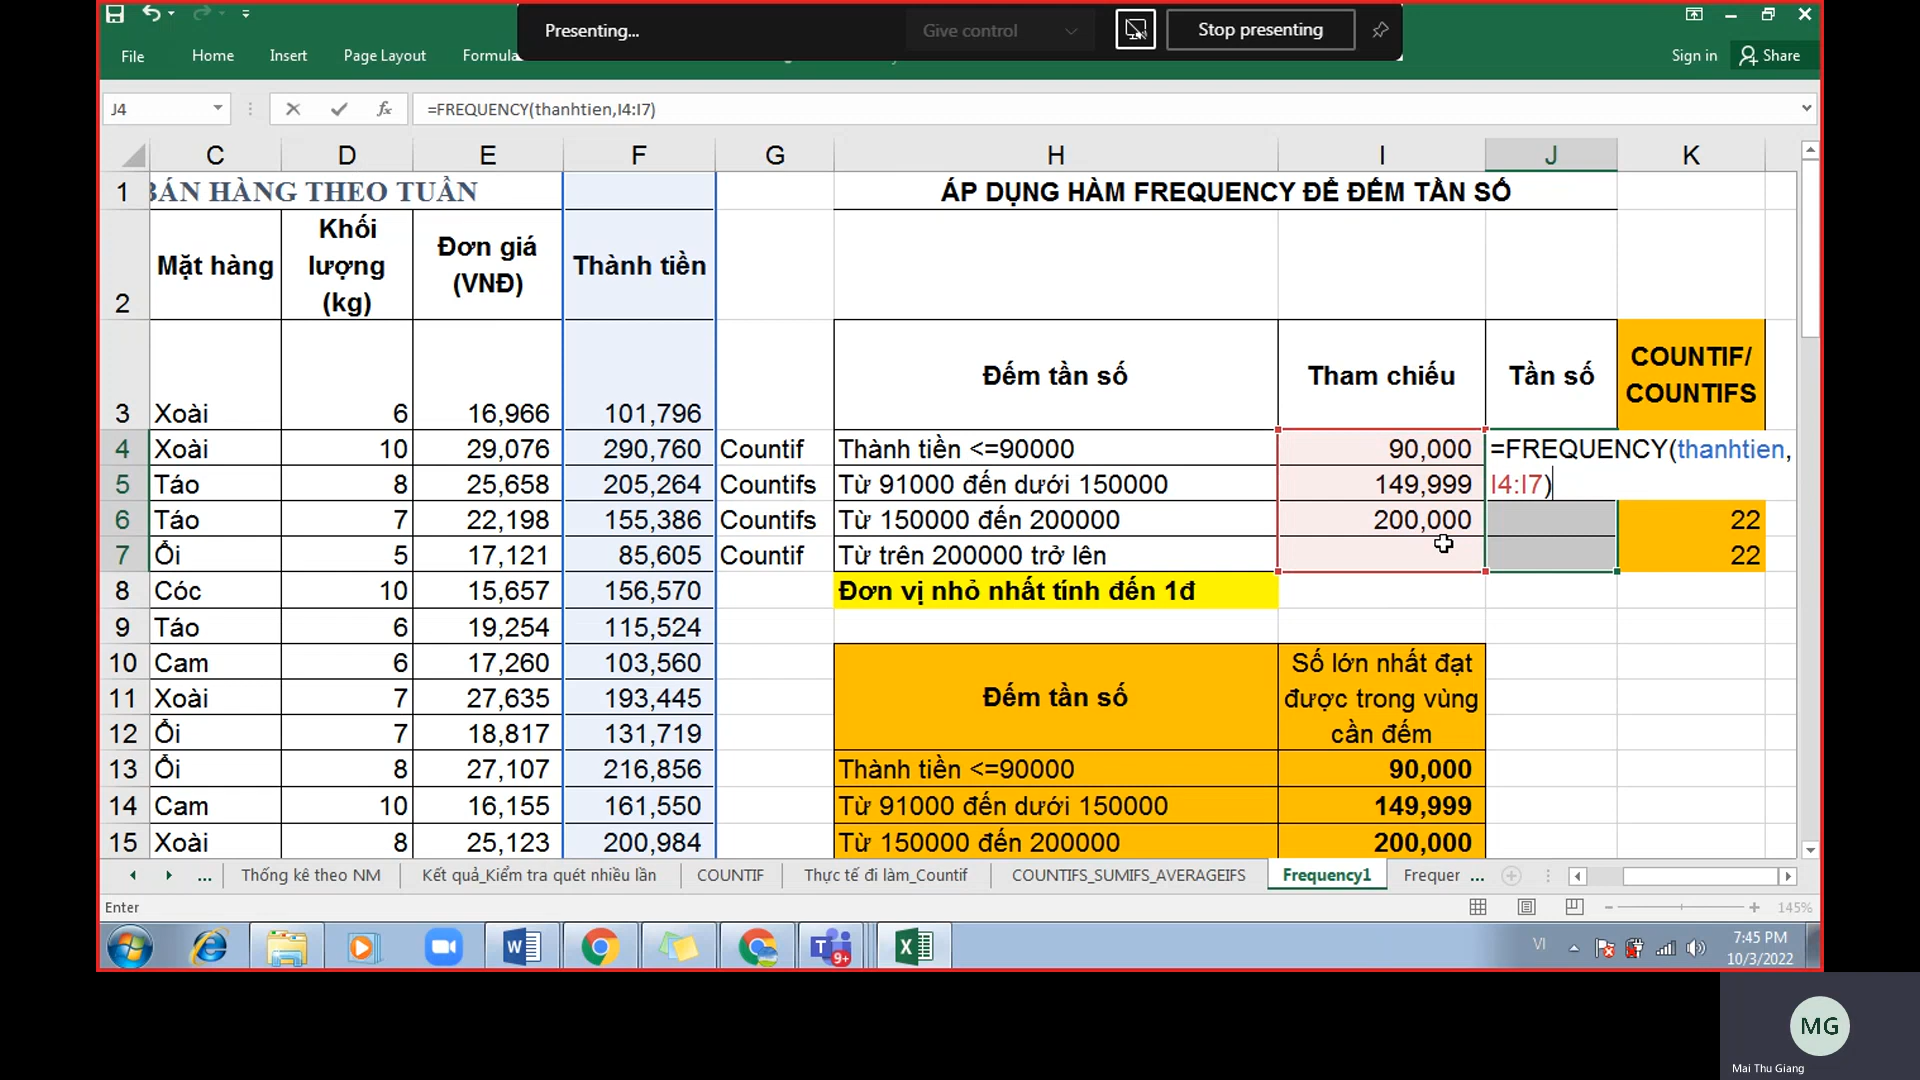 Presenting...
Give control
Stop presenting
File
Home
Insert
Page Layout
Formula
Sign in
Share
J4
=FREQUENCY(thanhtien,I4:I7)
C D E F G H I J K
1 BÁN HÀNG THEO TUẦN ÁP DỤNG HÀM FREQUENCY ĐỂ ĐẾM TẦN SỐ
2 Mặt hàng Khối lượng (kg) Đơn giá (VNĐ) Thành tiền
3 Xoài 6 16,966 101,796 Đếm tần số Tham chiếu Tần số COUNTIF/ COUNTIFS
4 Xoài 10 29,076 290,760 Countif Thành tiền <=90000 90,000 =FREQUENCY(thanhtien,
5 Táo 8 25,658 205,264 Countifs Từ 91000 đến dưới 150000 149,999 I4:I7)
6 Táo 7 22,198 155,386 Countifs Từ 150000 đến 200000 200,000 22
7 Ổi 5 17,121 85,605 Countif Từ trên 200000 trở lên 22
8 Cóc 10 15,657 156,570 Đơn vị nhỏ nhất tính đến 1đ
9 Táo 6 19,254 115,524
10 Cam 6 17,260 103,560 Số lớn nhất đạt
11 Xoài 7 27,635 193,445 Đếm tần số được trong vùng
12 Ổi 7 18,817 131,719 cần đếm
13 Ổi 8 27,107 216,856 Thành tiền <=90000 90,000
14 Cam 10 16,155 161,550 Từ 91000 đến dưới 150000 149,999
15 Xoài 8 25,123 200,984 Từ 150000 đến 200000 200,000
... Thống kê theo NM Kết quả_Kiểm tra quét nhiều lần COUNTIF Thực tế đi làm_Countif COUNTIFS_SUMIFS_AVERAGEIFS Frequency1 Frequer ...
Enter
145%
9+
VI
7:45 PM
10/3/2022
MG
Mai Thu Giang